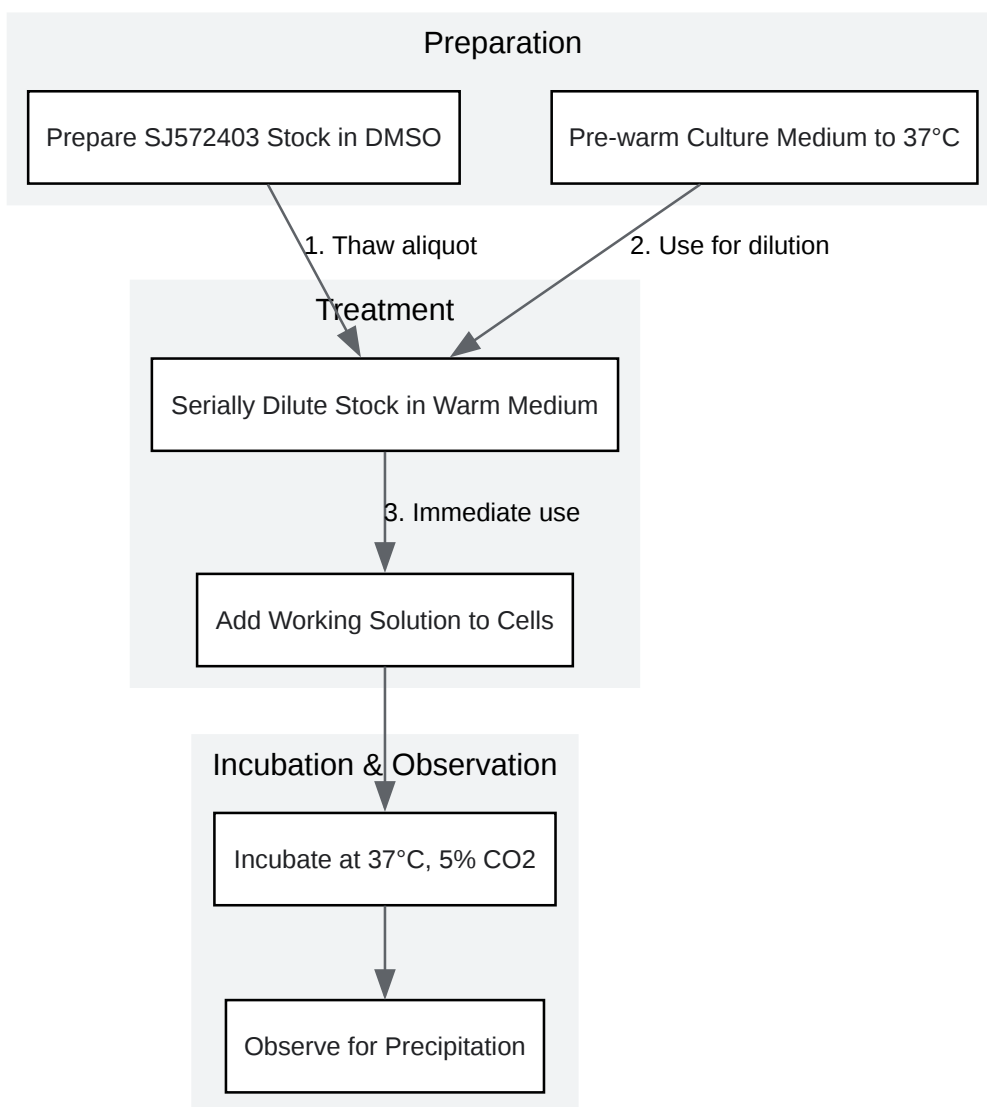 Preparation
Prepare SJ572403 Stock in DMSO
Pre-warm Culture Medium to 37°C
1. Thaw aliquot
2. Use for dilution
Treatment
Serially Dilute Stock in Warm Medium
3. Immediate use
Add Working Solution to Cells
Incubation & Observation
Incubate at 37°C, 5% CO2
Observe for Precipitation